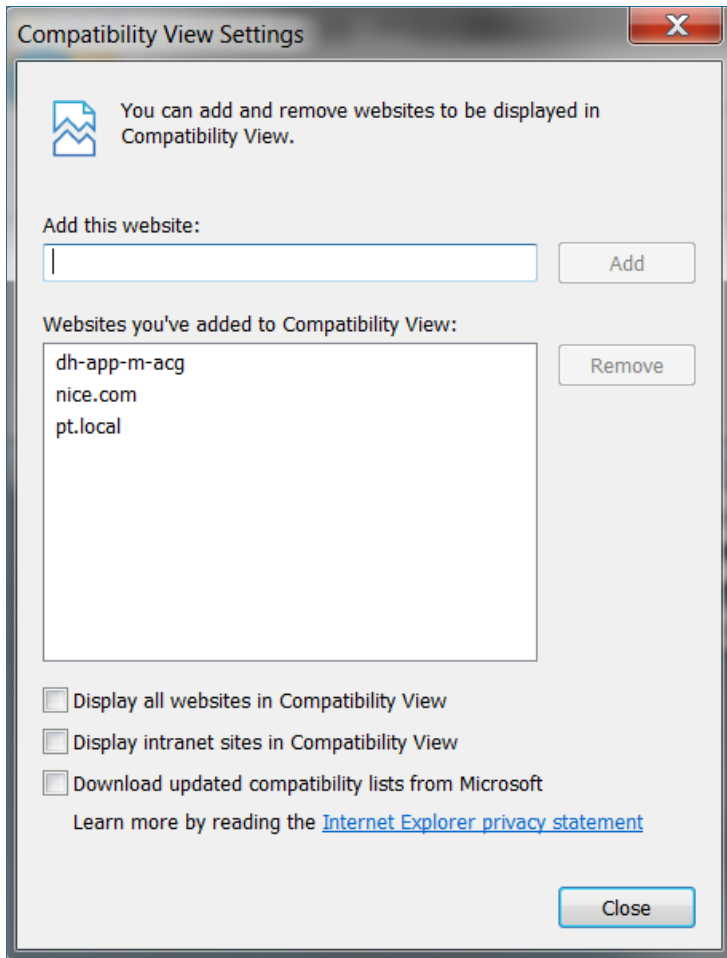 Compatibility View Settings
You can add and remove websites to be displayed in
Compatibility View.
Add this website:
Add
Websites you've added to Compatibility View:
dh-app-m-acg
nice.com
pt.local
Remove
Display all websites in Compatibility View
Display intranet sites in Compatibility View
Download updated compatibility lists from Microsoft
Learn more by reading the Internet Explorer privacy statement
Close